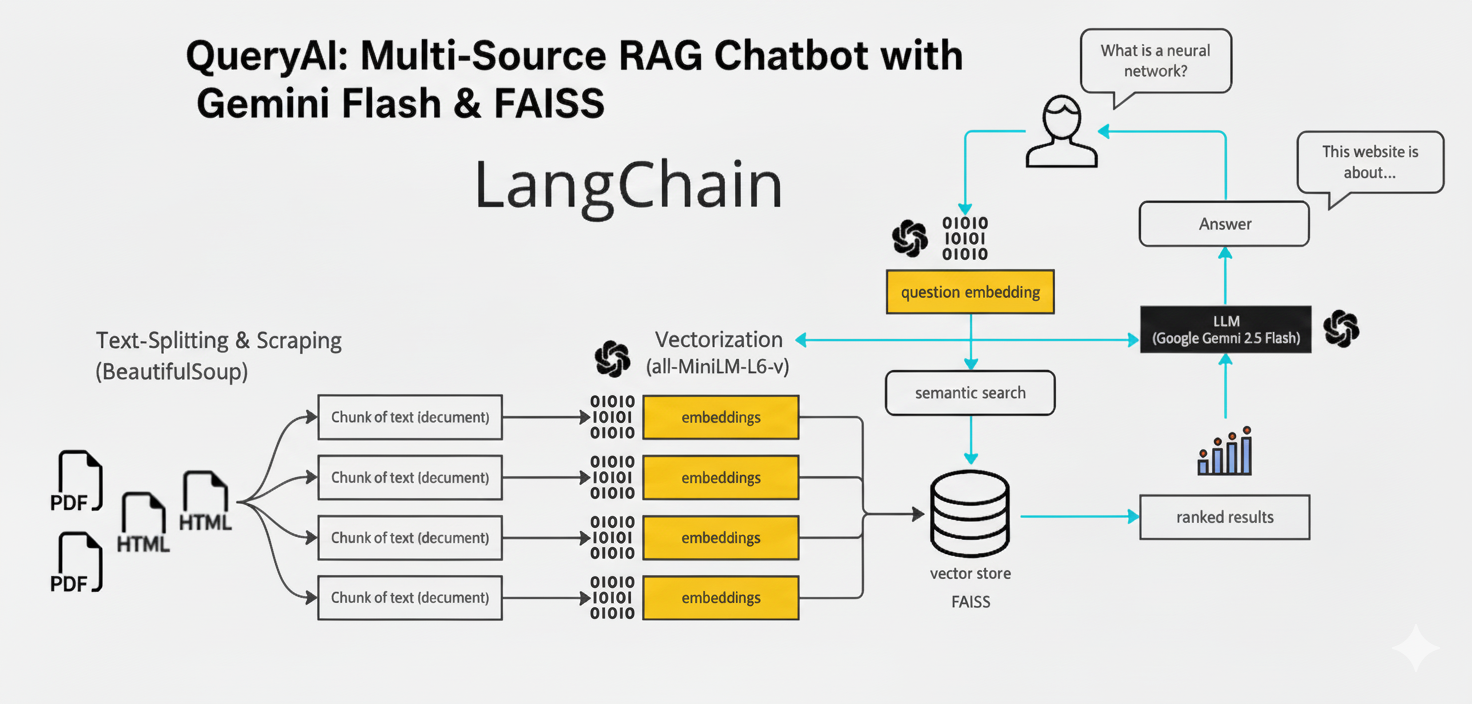 QueryAI: Multi-Source RAG Chatbot with
Gemini Flash & FAISS
LangChain
What is a neural
network?
This website is
about...
Answer
01010
10101
01010
question embedding
LLM
(Google Gemni 2.5 Flash)
Text-Splitting & Scraping
(BeautifulSoup)
Vectorization
(all-MiniLM-L6-v)
semantic search
Chunk of text (document)
01010
10101
01010
embeddings
Chunk of text (decument)
01010
10101
01010
embeddings
Chunk of text (document)
01010
10101
01010
embeddings
Chunk of text (decument)
01010
10101
01010
embeddings
PDF
HTML
HTML
PDF
vector store
FAISS
ranked results